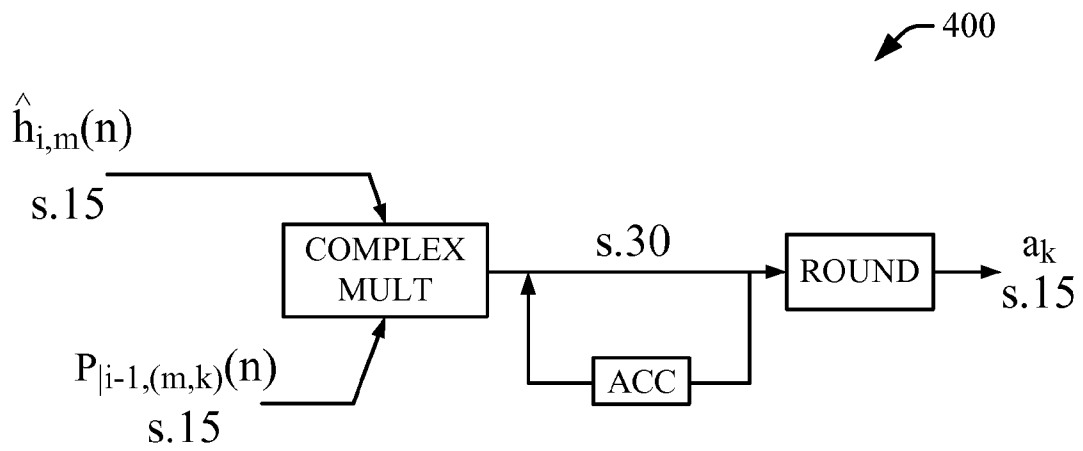 400
ĥi,m(n)
s.15
COMPLEX
MULT
s.30
ROUND
ak
s.15
ACC
P|i-1,(m,k)(n)
s.15